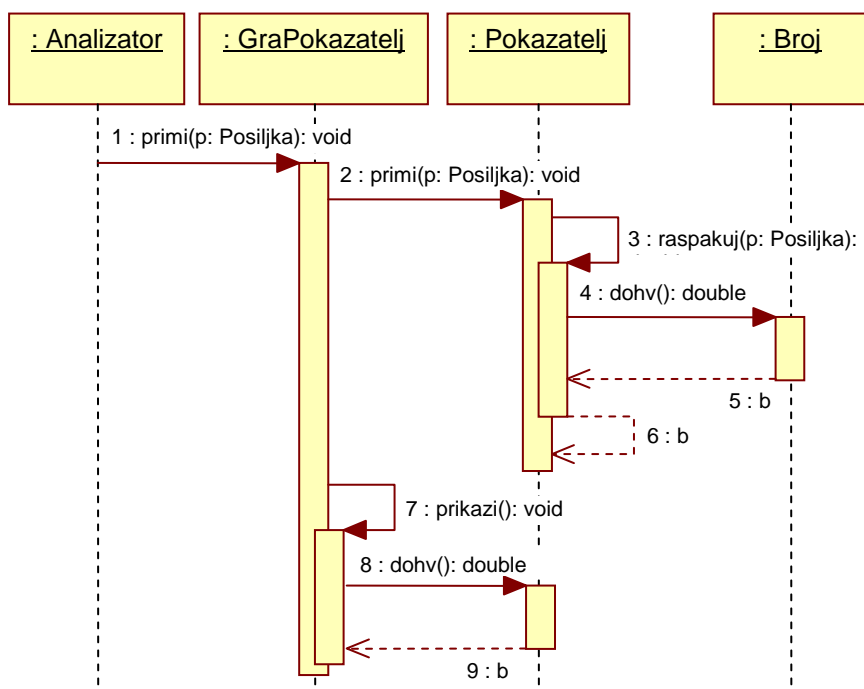 : Analizator
: GraPokazatelj
: Pokazatelj
: Broj
1 : primi(p: Posiljka): void
2 : primi(p: Posiljka): void
3 : raspakuj(p: Posiljka):
4 : dohv(): double
5 : b
6 : b
7 : prikazi(): void
8 : dohv(): double
9 : b